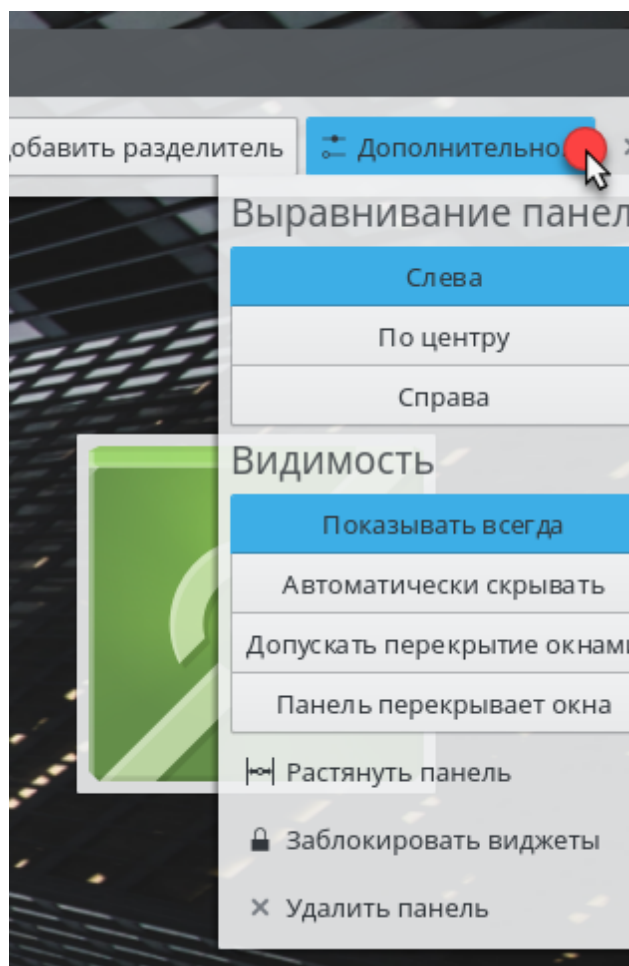 обавить разделитель Дополнительно
Выравнивание панел
Слева
По центру
Справа
Видимость
Показывать всегда
Автоматически скрывать
Допускать перекрытие окнами
Панель перекрывает окна
Растянуть панель
Заблокировать виджеты
Удалить панель